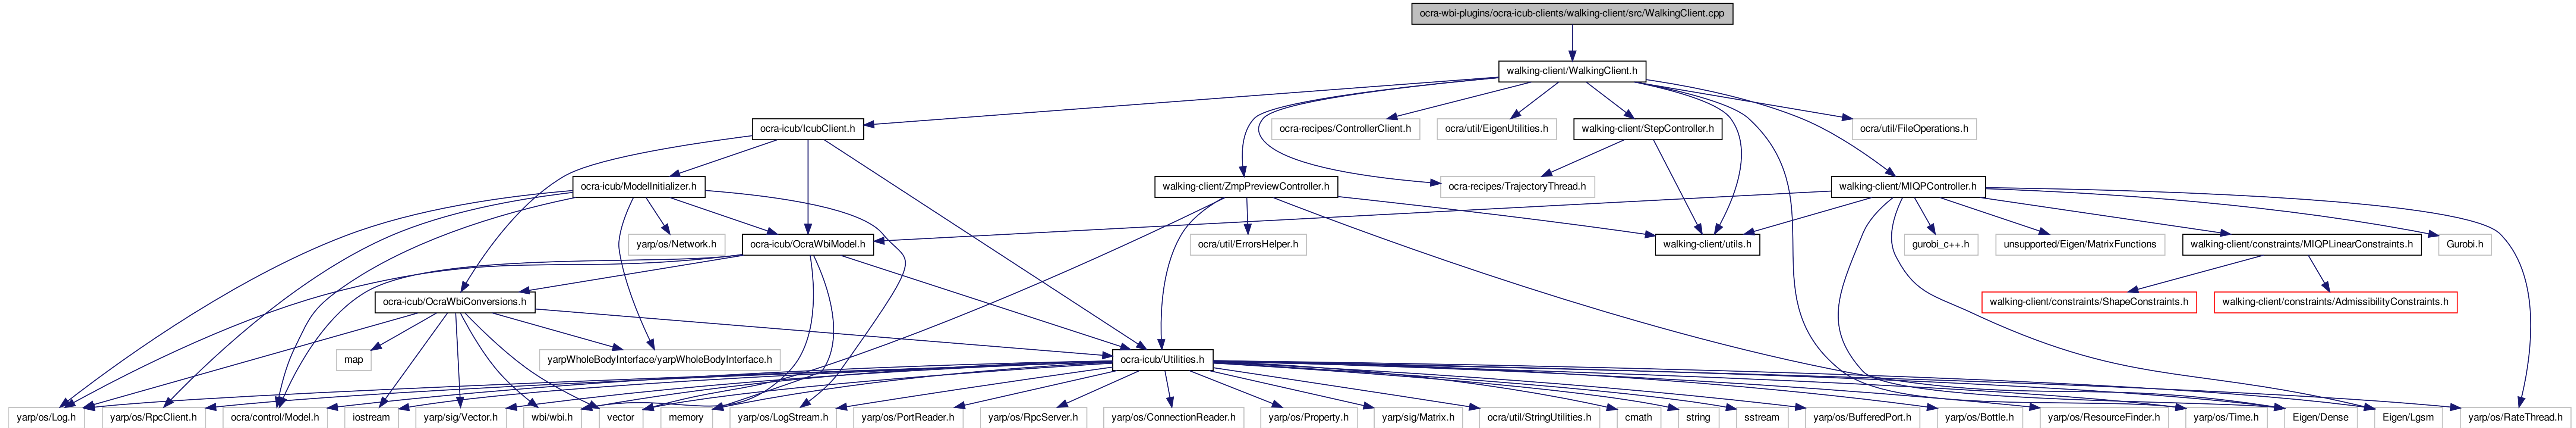 ocra-wbi-plugins/ocra-icub-clients/walking-client/src/WalkingClient.cpp
walking-client/WalkingClient.h
ocra-icub/IcubClient.h
ocra-recipes/ControllerClient.h
ocra/util/EigenUtilities.h
walking-client/StepController.h
ocra/util/FileOperations.h
ocra-icub/ModelInitializer.h
walking-client/ZmpPreviewController.h
ocra-recipes/TrajectoryThread.h
walking-client/MIQPController.h
yarp/os/Network.h
ocra-icub/OcraWbiModel.h
ocra/util/ErrorsHelper.h
walking-client/utils.h
gurobi_c++.h
unsupported/Eigen/MatrixFunctions
walking-client/constraints/MIQPLinearConstraints.h
Gurobi.h
ocra-icub/OcraWbiConversions.h
walking-client/constraints/ShapeConstraints.h
walking-client/constraints/AdmissibilityConstraints.h
map
yarpWholeBodyInterface/yarpWholeBodyInterface.h
ocra-icub/Utilities.h
yarp/os/Log.h
yarp/os/RpcClient.h
ocra/control/Model.h
iostream
yarp/sig/Vector.h
wbi/wbi.h
vector
memory
yarp/os/LogStream.h
yarp/os/PortReader.h
yarp/os/RpcServer.h
yarp/os/ConnectionReader.h
yarp/os/Property.h
yarp/sig/Matrix.h
ocra/util/StringUtilities.h
cmath
string
sstream
yarp/os/BufferedPort.h
yarp/os/Bottle.h
yarp/os/ResourceFinder.h
yarp/os/Time.h
Eigen/Dense
Eigen/Lgsm
yarp/os/RateThread.h